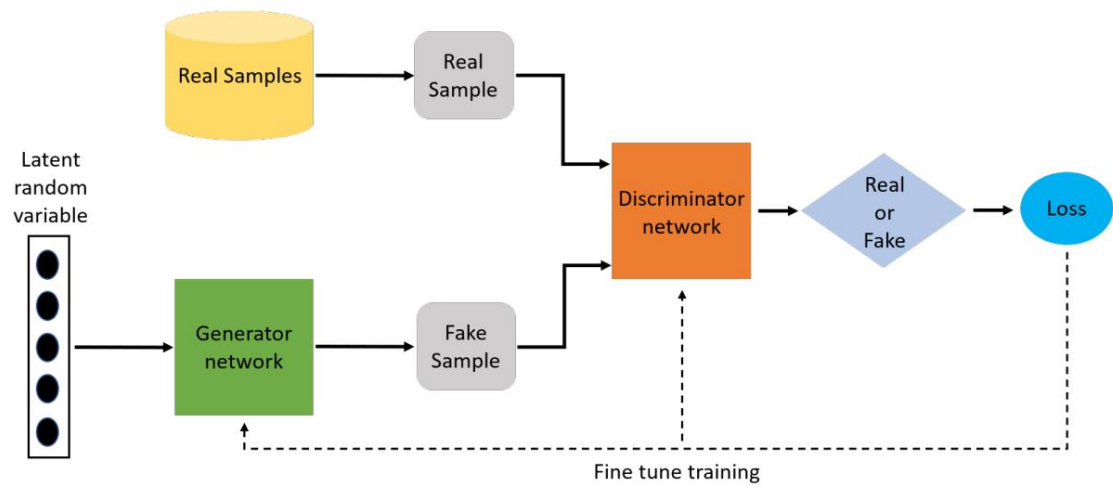 Real Samples
Real
Sample
Latent
random
variable
Discriminator
network
Real
or
Fake
Loss
Generator
network
Fake
Sample
Fine tune training